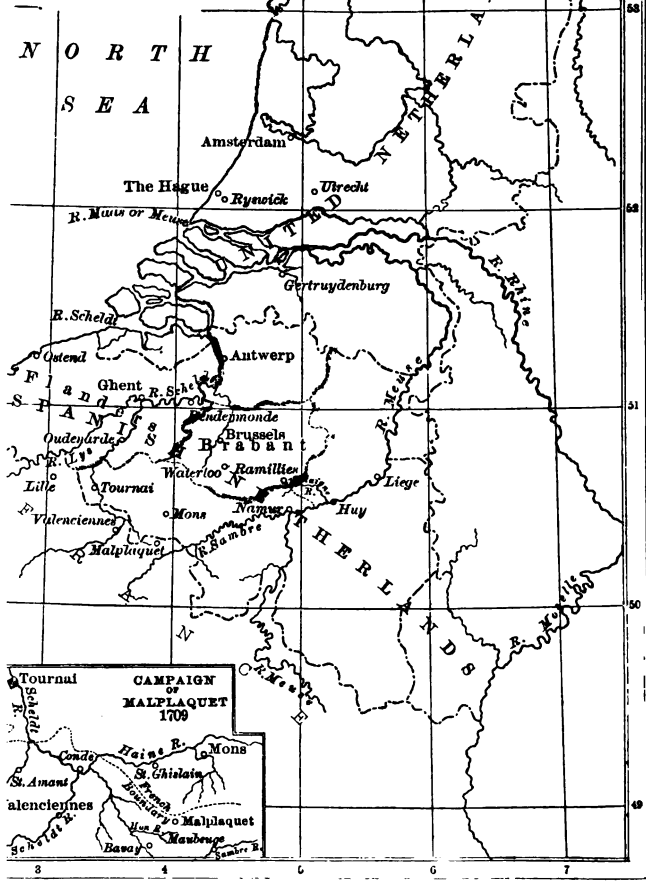 53
NORTH
SEA
UNITED NETHERLA
Amsterdam
The Hague
Ryswick
Utrecht
52
R. Maas or Meuse
R. Rhine
Gertruydenburg
R. Scheldt
Ostend
Antwerp
Ghent
R. Scheldt
R. Meuse
Flanders
51
SPANISH NETHERLANDS
Dendermonde
Oudenarde
Brussels
Brabant
R. Lys
Waterloo
Ramillies
Liege
Lille
Tournai
R.
Mons
Namur
Huy
Valenciennes
Malplaquet
R. Sambre
FRANCE
50
R. Moselle
R. Meuse
CAMPAIGN
OF
MALPLAQUET
1709
Tournai
Scheldt R.
Haine R.
Mons
Conde
St. Ghislain
St. Amant
French
Boundary
alenciennes
Malplaquet
Hon R.
Maubeuge
Scheldt R.
Bavay
Sambre R.
49
3
4
5
6
7